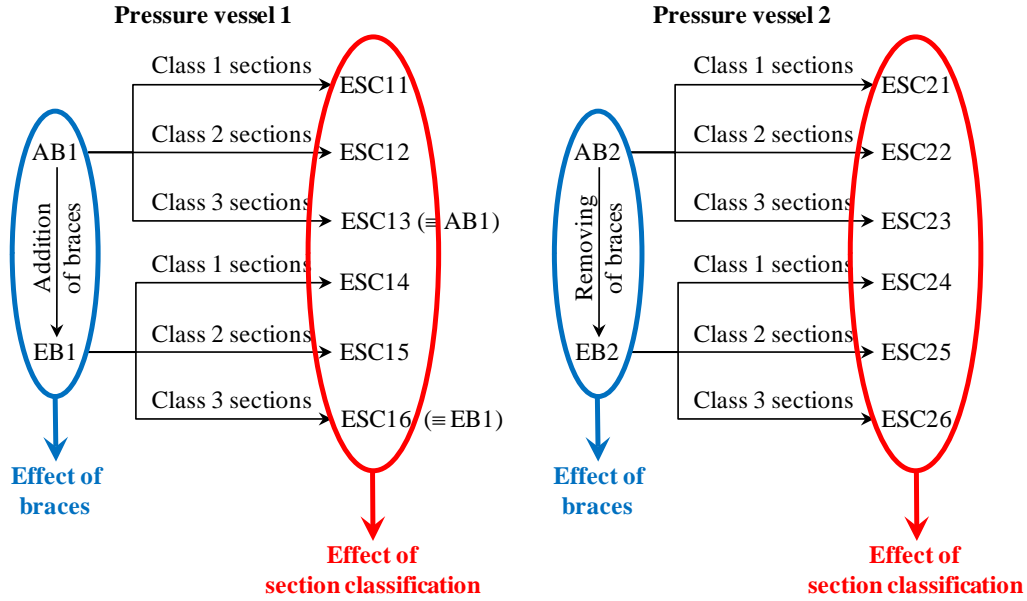 Pressure vessel 1
Class 1 sections
ESC11
AB1
Class 2 sections
ESC12
Class 3 sections
ESC13 (≡ AB1)
Addition
of braces
Class 1 sections
ESC14
EB1
Class 2 sections
ESC15
Class 3 sections
ESC16 (≡ EB1)
Effect of
braces
Effect of
section classification
Pressure vessel 2
Class 1 sections
ESC21
AB2
Class 2 sections
ESC22
Class 3 sections
ESC23
Removing
of braces
Class 1 sections
ESC24
EB2
Class 2 sections
ESC25
Class 3 sections
ESC26
Effect of
braces
Effect of
section classification